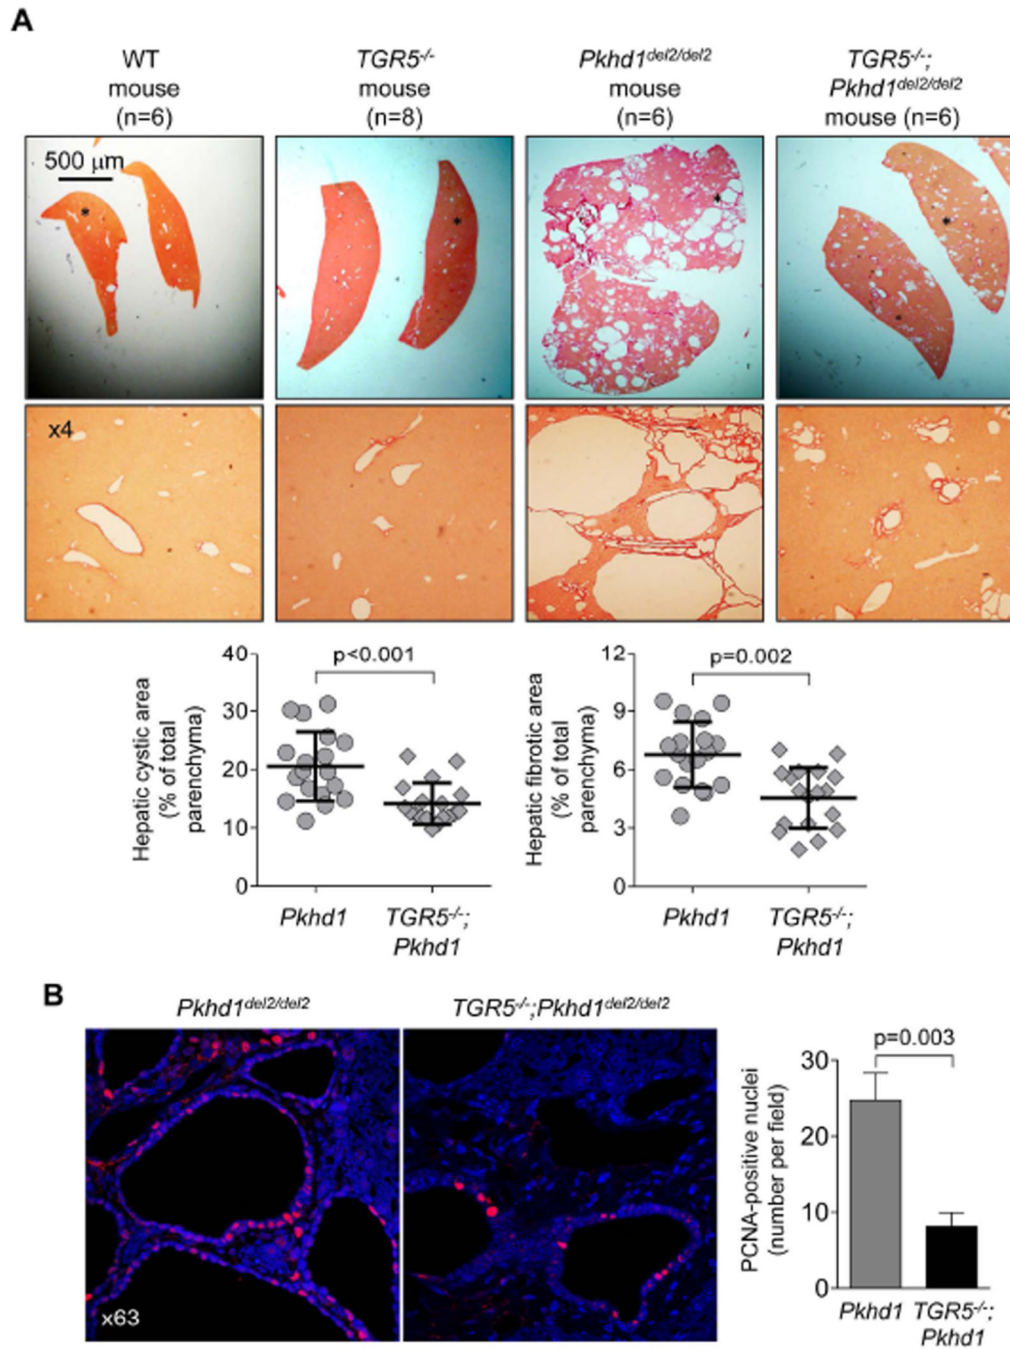 A
WT
mouse
(n=6)
TGR5-/-
mouse
(n=8)
Pkhd1del2/del2
mouse
(n=6)
TGR5-/-;
Pkhd1del2/del2
mouse (n=6)
500 μm
*
*
*
*
*
x4
40
30
20
10
0
Hepatic cystic area
(% of total
parenchyma)
p<0.001
Pkhd1
TGR5-/-;
Pkhd1
12
9
6
3
0
Hepatic fibrotic area
(% of total
parenchyma)
p=0.002
Pkhd1
TGR5-/-;
Pkhd1
B
Pkhd1del2/del2
TGR5-/-;Pkhd1del2/del2
x63
30
20
10
0
PCNA-positive nuclei
(number per field)
p=0.003
Pkhd1
TGR5-/-;
Pkhd1